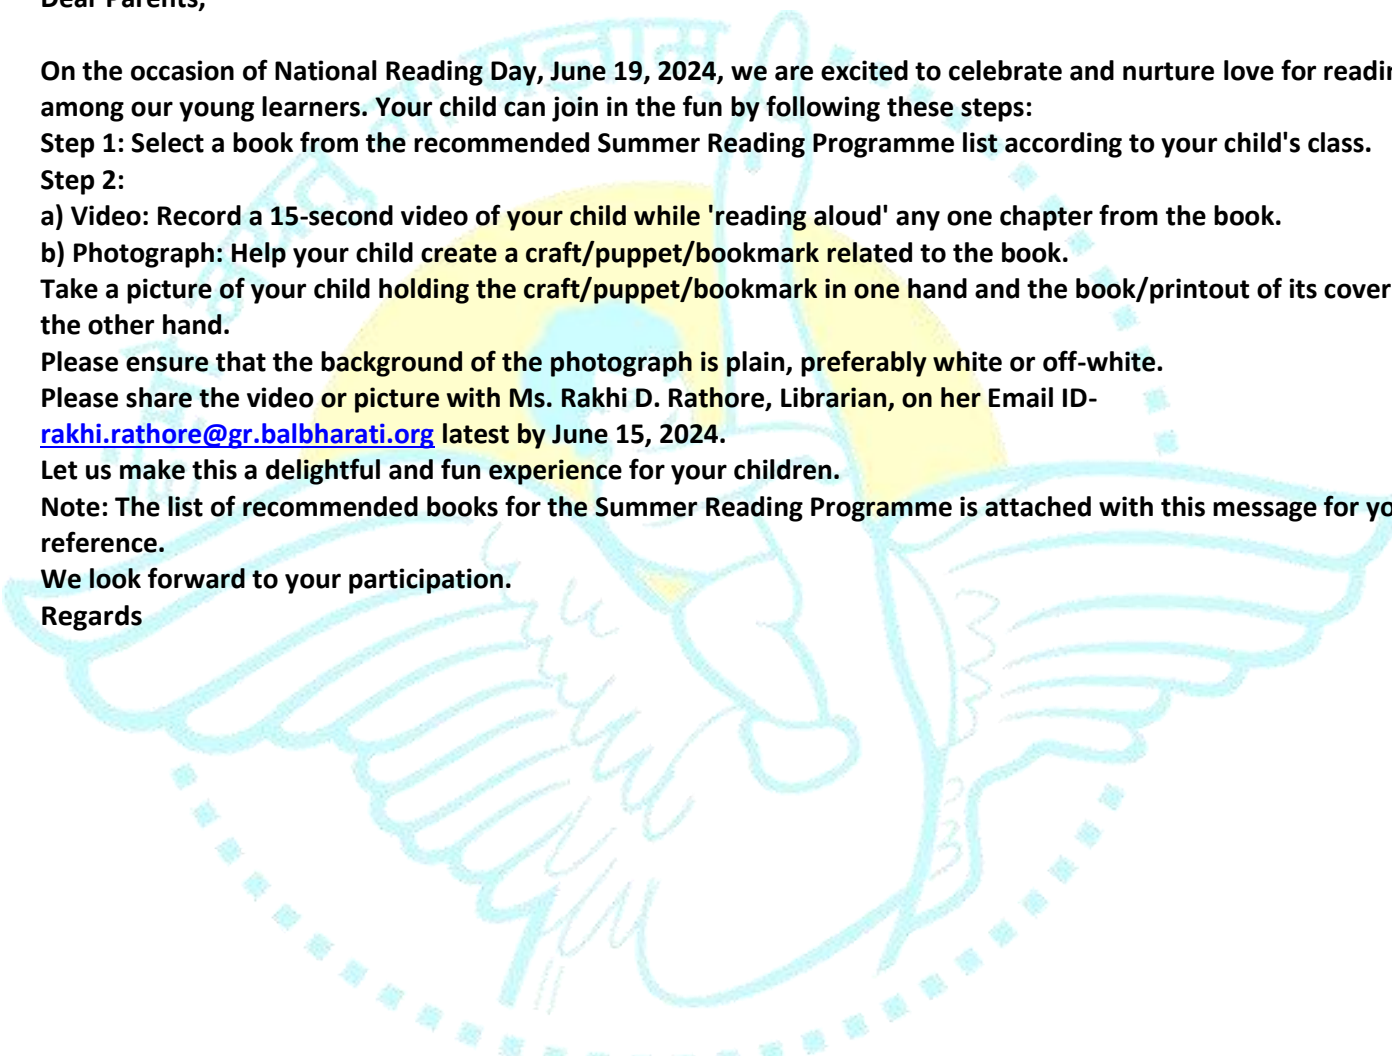 Dear Parents,
On the occasion of National Reading Day, June 19, 2024, we are excited to celebrate and nurture love for readin
among our young learners. Your child can join in the fun by following these steps:
Step 1: Select a book from the recommended Summer Reading Programme list according to your child's class.
Step 2:
a) Video: Record a 15-second video of your child while 'reading aloud' any one chapter from the book.
b) Photograph: Help your child create a craft/puppet/bookmark related to the book.
Take a picture of your child holding the craft/puppet/bookmark in one hand and the book/printout of its cover
the other hand.
Please ensure that the background of the photograph is plain, preferably white or off-white.
Please share the video or picture with Ms. Rakhi D. Rathore, Librarian, on her Email ID-
rakhi.rathore@gr.balbharati.org latest by June 15, 2024.
Let us make this a delightful and fun experience for your children.
Note: The list of recommended books for the Summer Reading Programme is attached with this message for yo
reference.
We look forward to your participation.
Regards